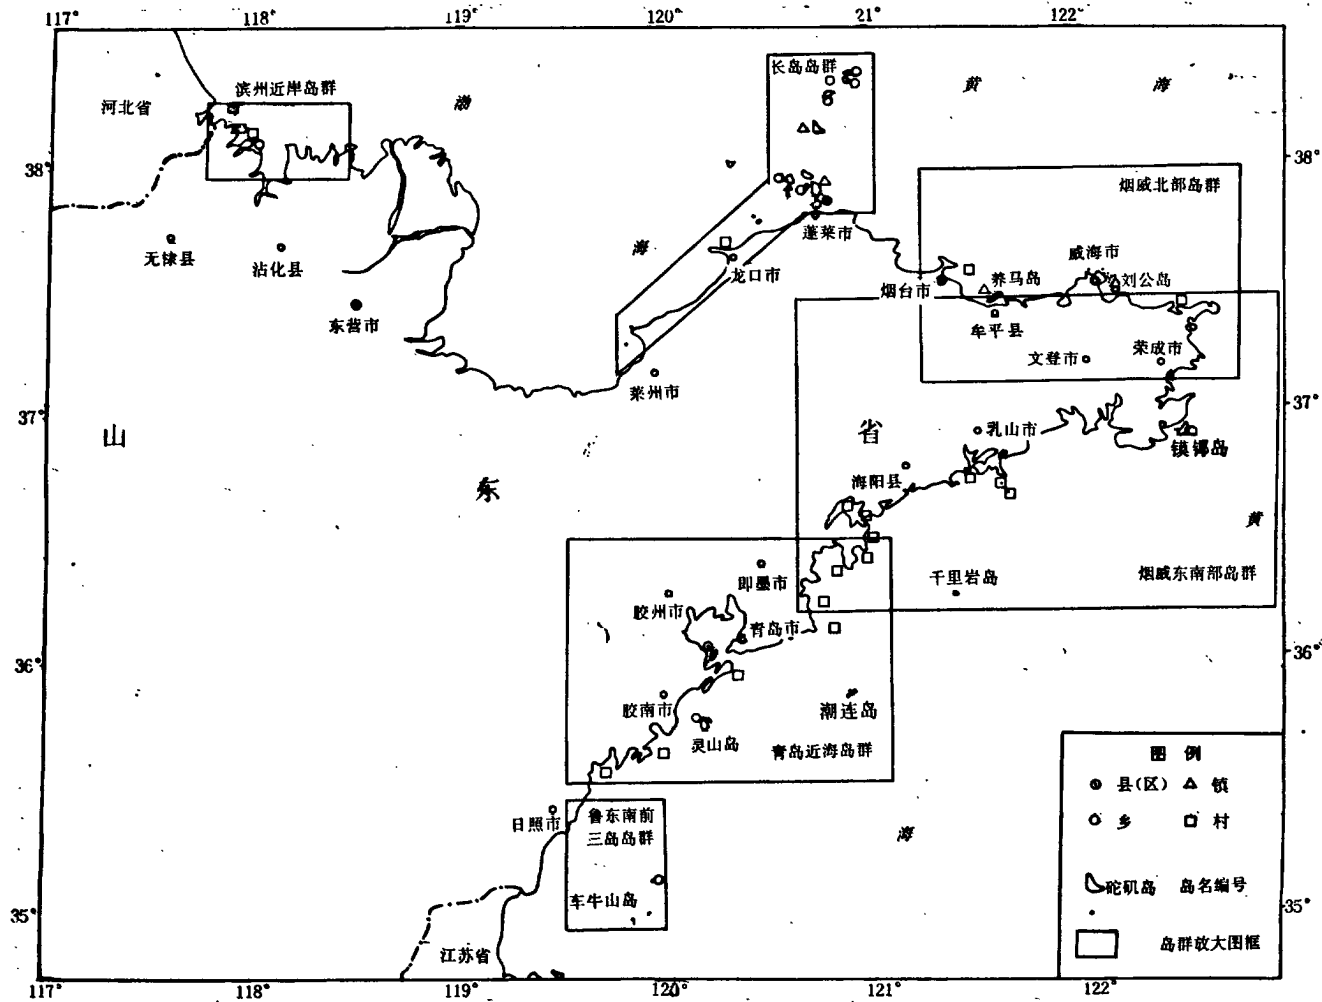 117° 118° 119° 120° 121° 122°
长岛岛群
滨州近岸岛群
黄 海
河北省
渤
38° 38°
烟威北部岛群
蓬莱市
海
威海市
无棣县
沾化县
龙口市
养马岛
刘公岛
烟台市
东营市
牟平县
荣成市
文登市
莱州市
37° 37°
山
省
乳山市
镆铘岛
海阳县
东
黄
千里岩岛
烟威东南部岛群
即墨市
胶州市
青岛市
36° 36°
胶南市
潮连岛
灵山岛
青岛近海岛群
图 例
县(区) 镇
乡 村
日照市
鲁东南前
三岛岛群
海
砣矶岛 岛名编号
车牛山岛
35° 35°
岛群放大图框
江苏省
117° 118° 119° 120° 121° 122°